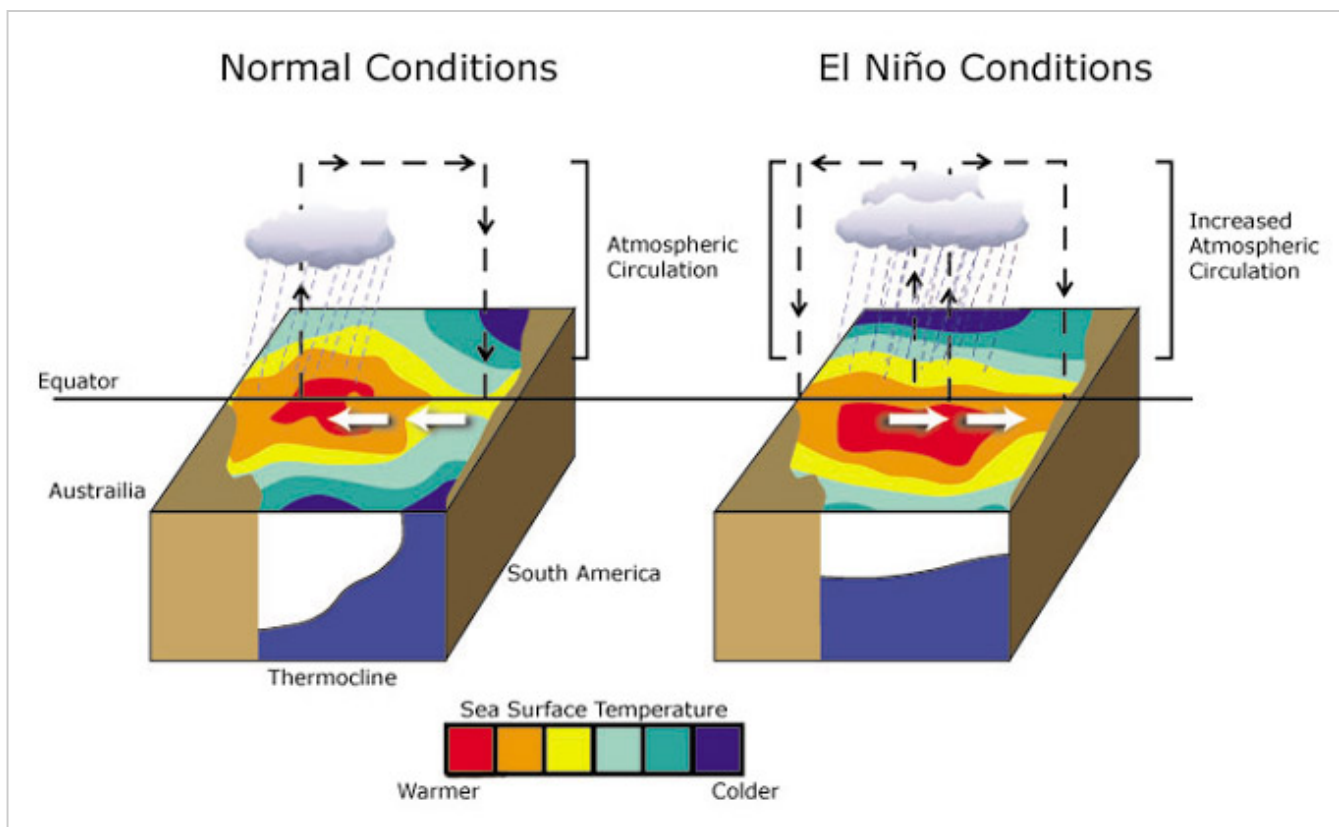 Normal Conditions
El Niño Conditions
Atmospheric
Circulation
Increased
Atmospheric
Circulation
Equator
Austrailia
South America
Thermocline
Sea Surface Temperature
Warmer
Colder